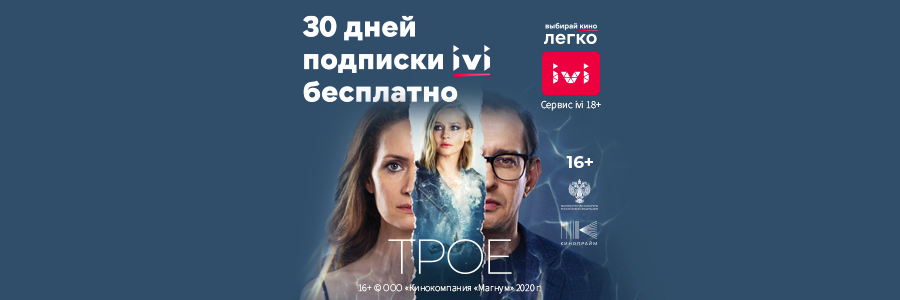 30 дней
подписки ivi
бесплатно
выбирай кино
легко
ivi
Сервис ivi 18+
16+
КИНОПРАЙМ
ТРОЕ
16+ © ООО «Кинокомпания «Магнум» 2020 г.